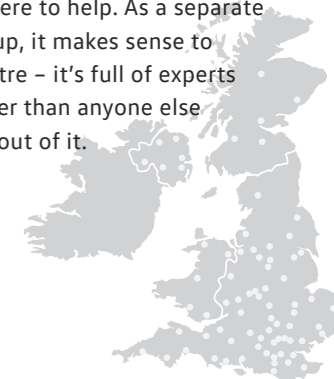 ere to help. As a separate
up, it makes sense to
tre – it's full of experts
er than anyone else
out of it.